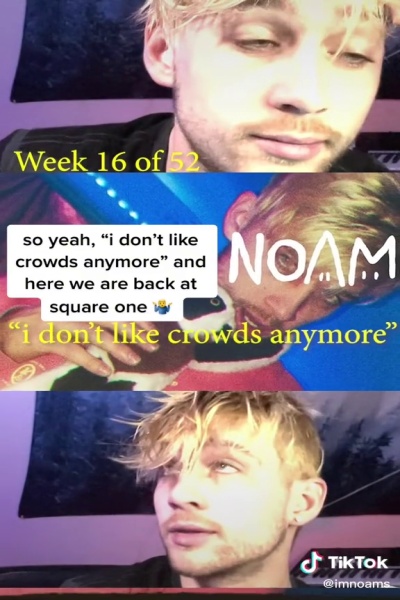 Week 16 of 52
so yeah, “i don’t like
crowds anymore” and
here we are back at
square one 🤷‍♂️
NOAM
“i don’t like crowds anymore”
TikTok
@imnoams